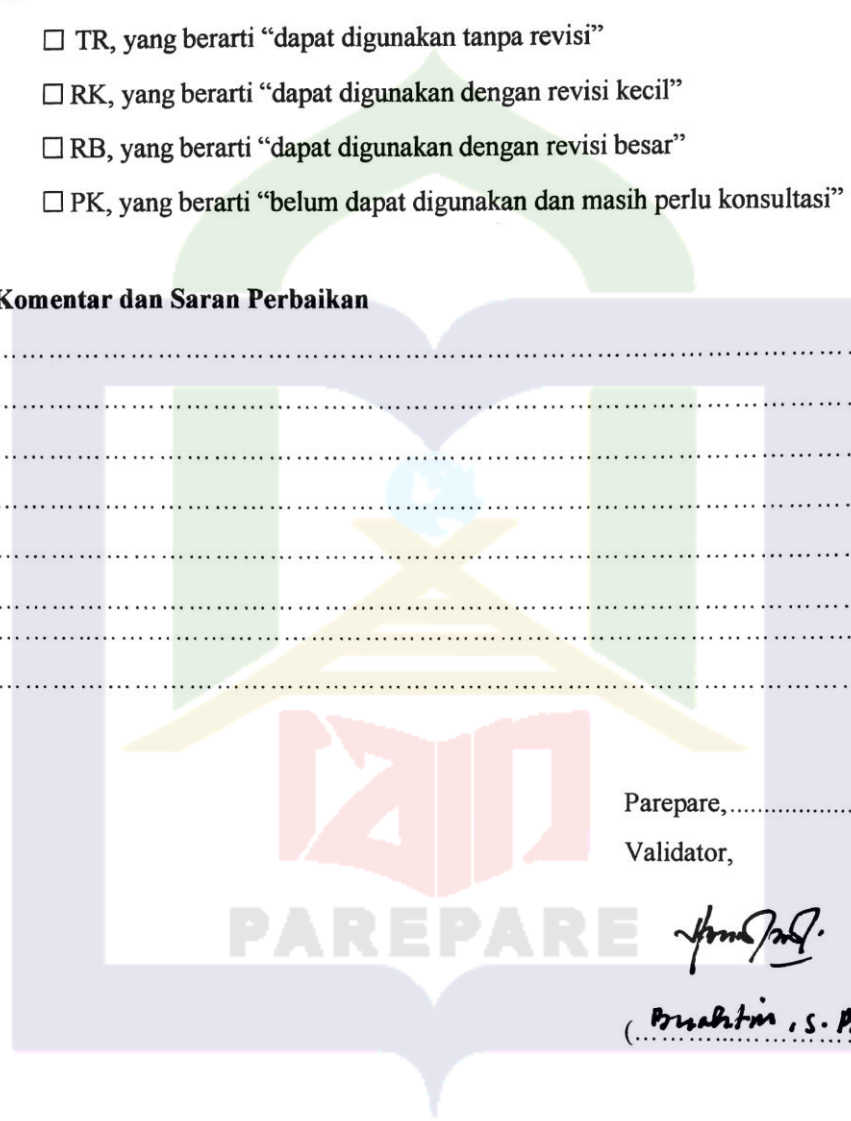 ☐ TR, yang berarti “dapat digunakan tanpa revisi”
☐ RK, yang berarti “dapat digunakan dengan revisi kecil”
☐ RB, yang berarti “dapat digunakan dengan revisi besar”
☐ PK, yang berarti “belum dapat digunakan dan masih perlu konsultasi”
Komentar dan Saran Perbaikan
Parepare,....................
Validator,
iain
PAREPARE